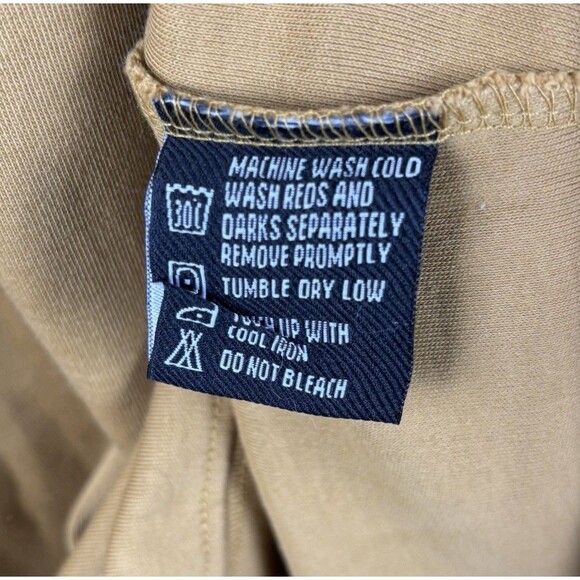 MACHINE WASH COLD
30C WASH REDS AND
DARKS SEPARATELY
REMOVE PROMPTLY
TUMBLE DRY LOW
UP WITH
COOL IRON
DO NOT BLEACH